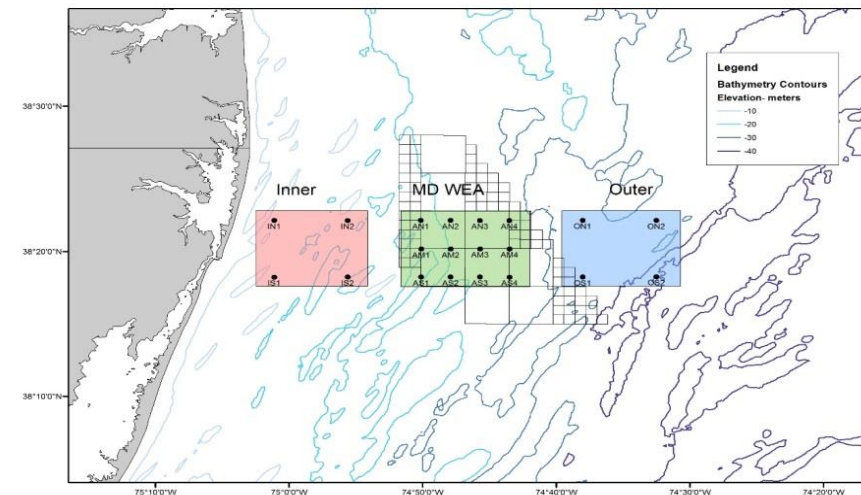 Legend
Bathymetry Contours
Elevation- meters
-10
-20
-30
-40
38°30'0"N
38°20'0"N
38°10'0"N
Inner
MD WEA
Outer
IN1 IN2 AN1 AN2 AN3 AN4 ON1 ON2
AM1 AM2 AM3 AM4
IS1 IS2 AS1 AS2 AS3 AS4 OS1 OS2
75°10'0"W 75°0'0"W 74°50'0"W 74°40'0"W 74°30'0"W 74°20'0"W